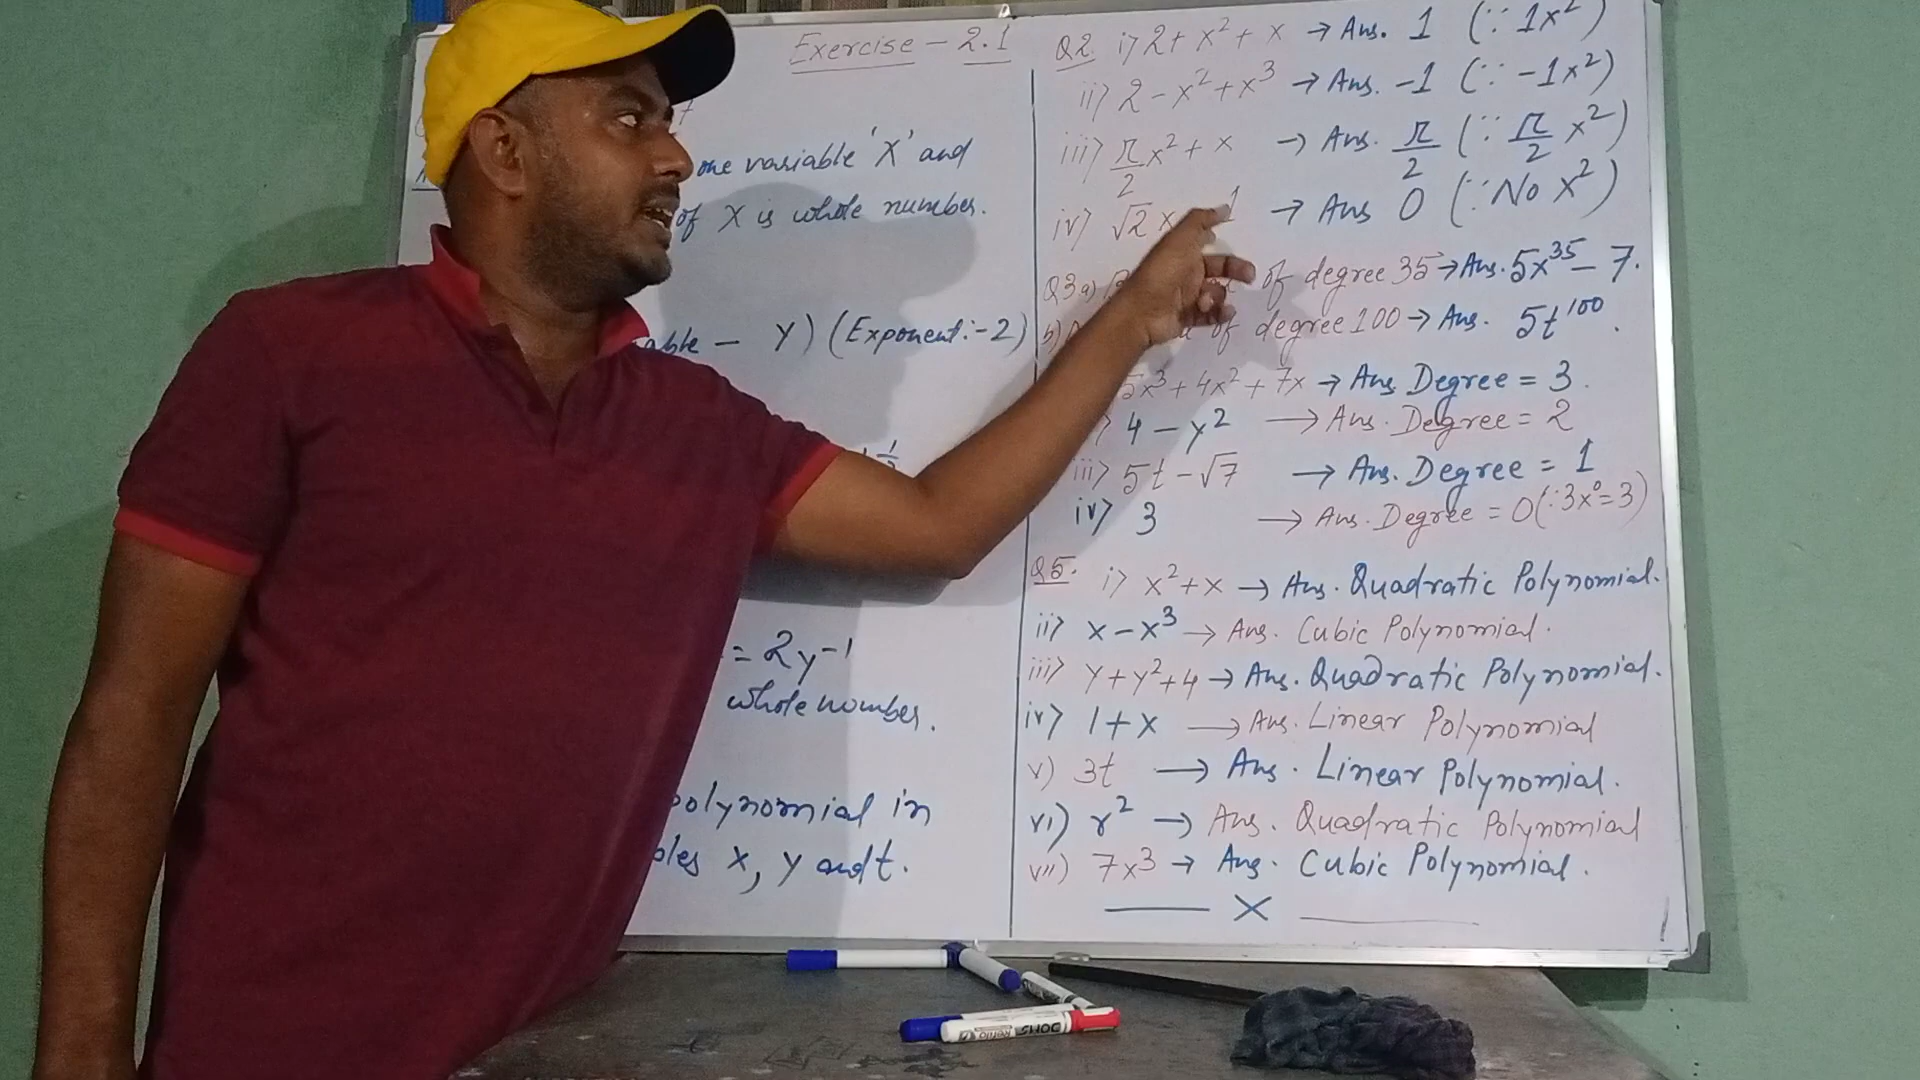 Exercise - 2.1
one variable 'X' and
of X is whole number.
- Y) (Exponent:- 2)
= 2y-1
whole number.
polynomial in
x, y and t.
Q2. i) 2 + x² + x → Ans. 1 (∵ 1x²)
ii) 2 - x² + x³ → Ans. -1 (∵ -1x²)
iii) π/2 x² + x → Ans. π/2 (∵ π/2 x²)
iv) √2 x 1 → Ans 0 (∵ No x²)
Q3 a) of degree 35 → Ans. 5x³⁵ - 7.
b) of degree 100 → Ans. 5t¹⁰⁰.
5x³ + 4x² + 7x → Ans. Degree = 3.
) 4 - y² → Ans. Degree = 2
iii) 5t - √7 → Ans. Degree = 1
iv) 3 → Ans. Degree = 0 (∵ 3x⁰ = 3)
Q5. i) x² + x → Ans. Quadratic Polynomial.
ii) x - x³ → Ans. Cubic Polynomial.
iii) y + y² + 4 → Ans. Quadratic Polynomial.
iv) 1 + x → Ans. Linear Polynomial
v) 3t → Ans. Linear Polynomial.
vi) r² → Ans. Quadratic Polynomial
vii) 7x³ → Ans. Cubic Polynomial.
— X —
DOMS